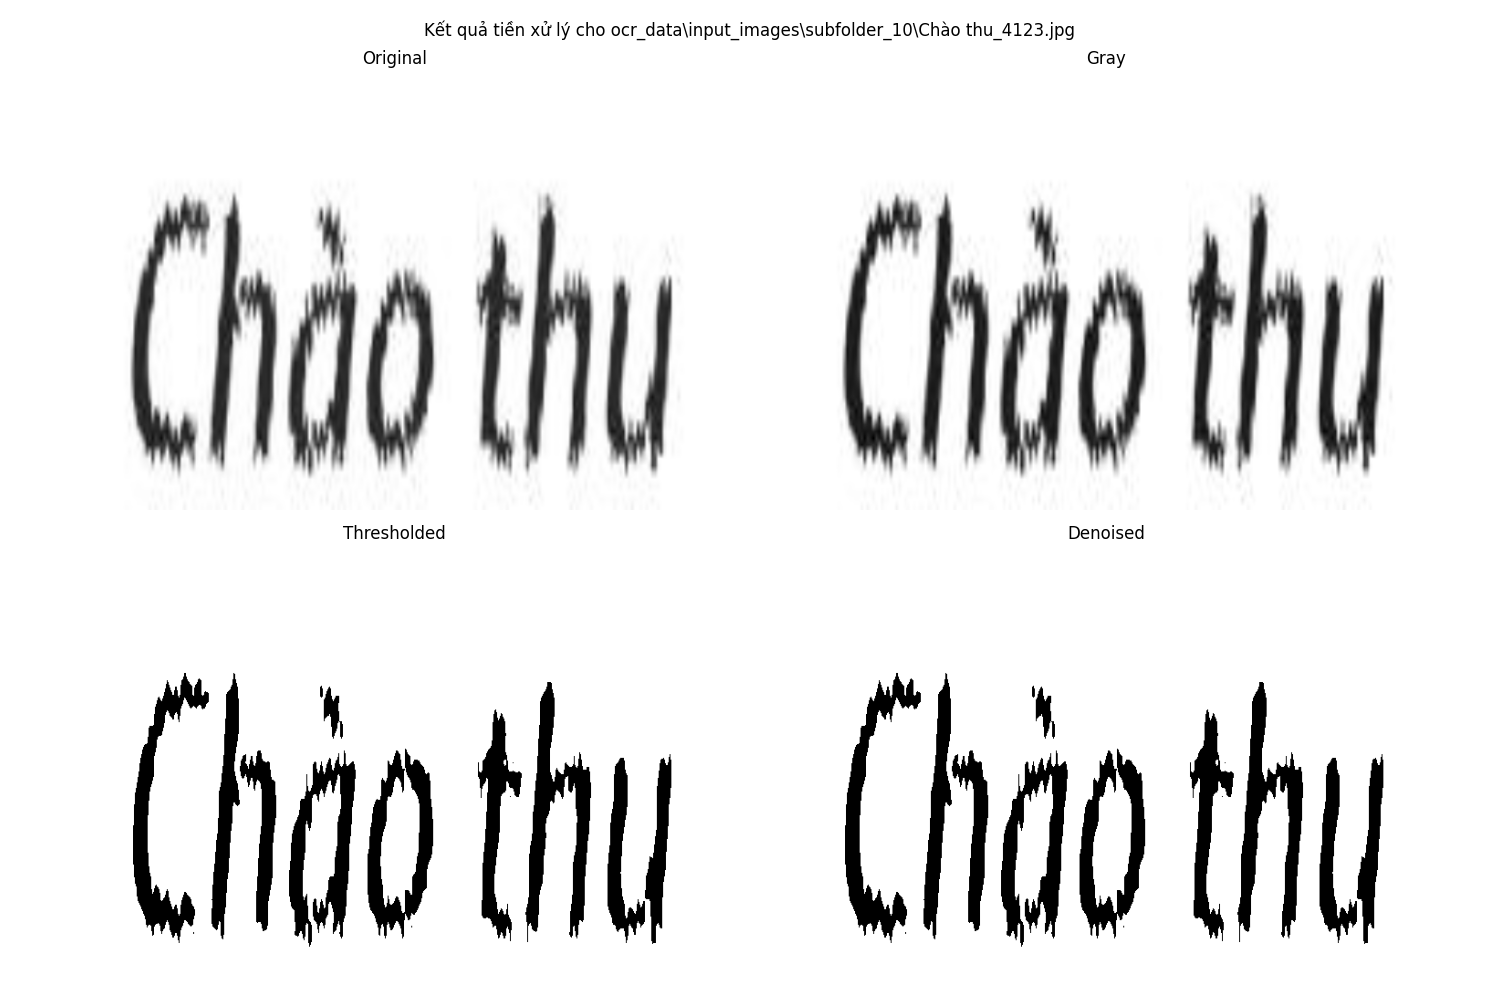 Kết quả tiền xử lý cho ocr_data\input_images\subfolder_10\Chào thu_4123.jpg
Original
Gray
Chào thu
Chào thu
Thresholded
Denoised
Chào thu
Chào thu